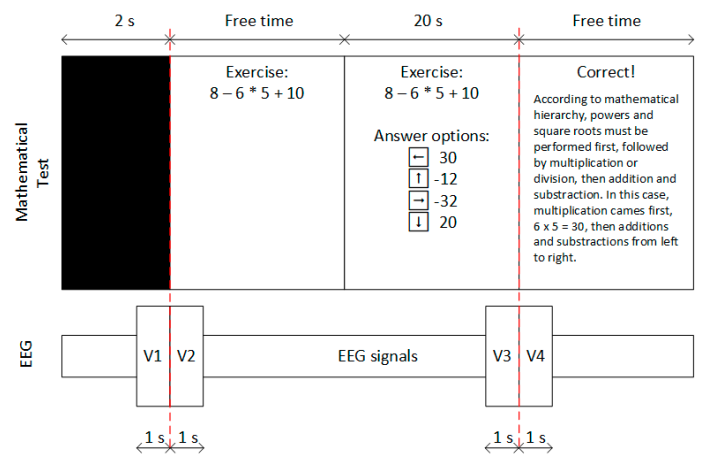 2 s
Free time
20 s
Free time
Mathematical
Test
Exercise:
8 – 6 * 5 + 10
Exercise:
8 – 6 * 5 + 10
Answer options:
← 30
↑ -12
→ -32
↓ 20
Correct!
According to mathematical
hierarchy, powers and
square roots must be
performed first, followed
by multiplication or
division, then addition and
substraction. In this case,
multiplication cames first,
6 x 5 = 30, then additions
and substractions from left
to right.
EEG
V1
V2
EEG signals
V3
V4
1 s
1 s
1 s
1 s